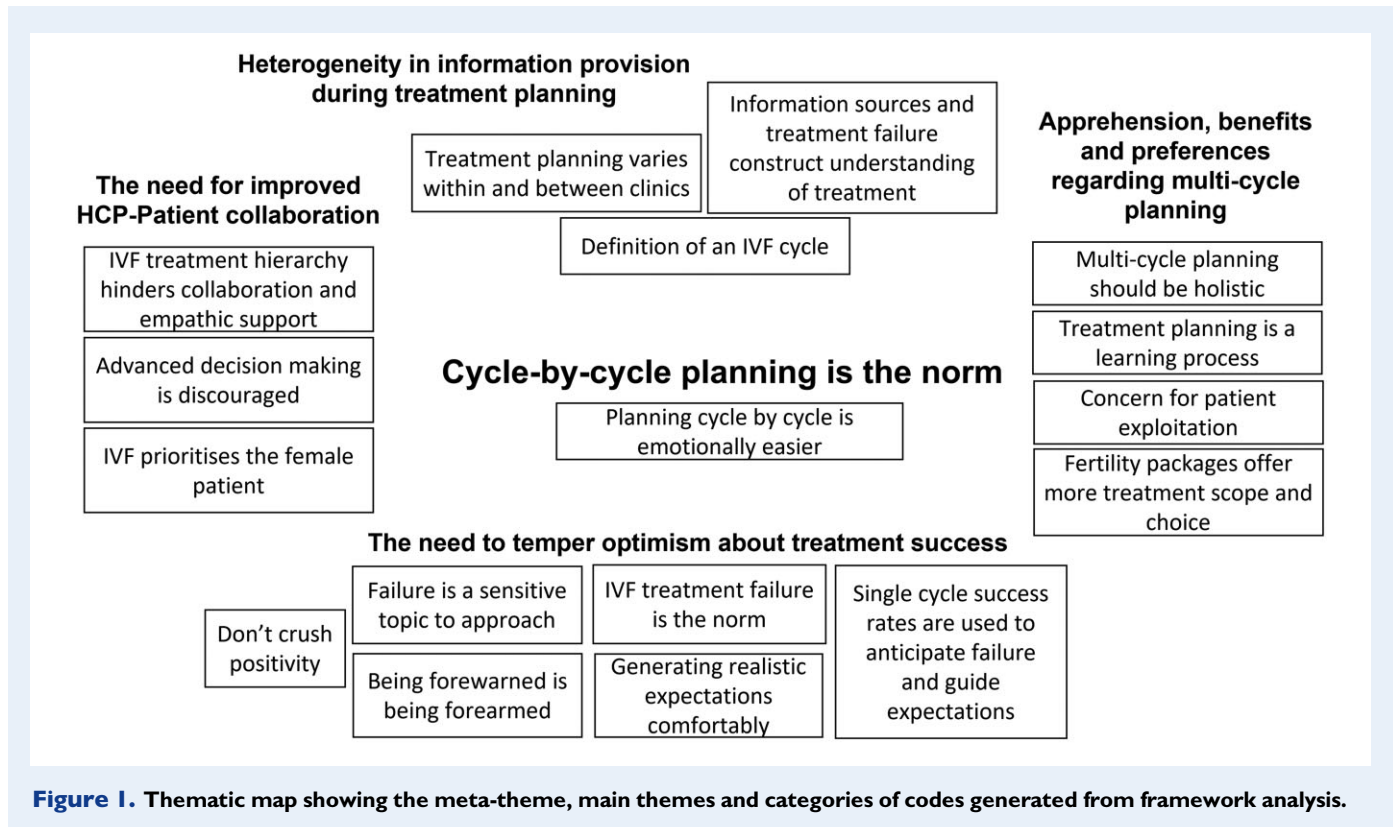 Heterogeneity in information provision
during treatment planning
Treatment planning varies
within and between clinics
Information sources and
treatment failure
construct understanding
of treatment
Definition of an IVF cycle
The need for improved
HCP-Patient collaboration
IVF treatment hierarchy
hinders collaboration and
empathic support
Advanced decision making
is discouraged
IVF prioritises the female
patient
Apprehension, benefits
and preferences
regarding multi-cycle
planning
Multi-cycle planning
should be holistic
Treatment planning is a
learning process
Concern for patient
exploitation
Fertility packages offer
more treatment scope and
choice
Cycle-by-cycle planning is the norm
Planning cycle by cycle is
emotionally easier
The need to temper optimism about treatment success
Don’t crush
positivity
Failure is a sensitive
topic to approach
Being forewarned is
being forearmed
IVF treatment failure
is the norm
Generating realistic
expectations
comfortably
Single cycle success
rates are used to
anticipate failure
and guide
expectations
Figure 1. Thematic map showing the meta-theme, main themes and categories of codes generated from framework analysis.